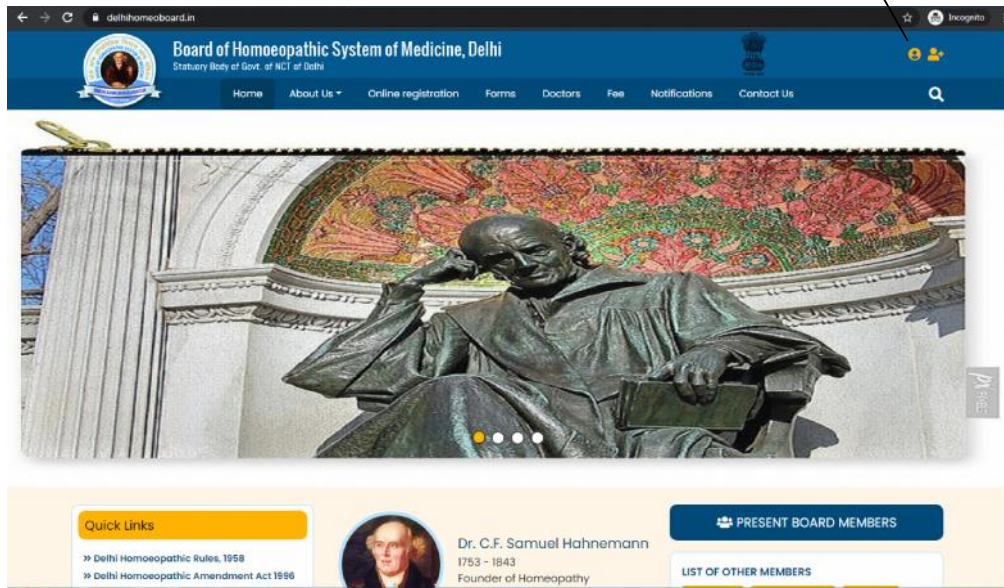 delhihomeoboard.in
Incognito
Board of Homoeopathic System of Medicine, Delhi
Statuory Body of Govt. of NCT of Delhi
Home About Us Online registration Forms Doctors Fee Notifications Contact Us
Quick Links
» Delhi Homoeopathic Rules, 1958
» Delhi Homoeopathic Amendment Act 1996
Dr. C.F. Samuel Hahnemann
1753 - 1843
Founder of Homeopathy
PRESENT BOARD MEMBERS
LIST OF OTHER MEMBERS